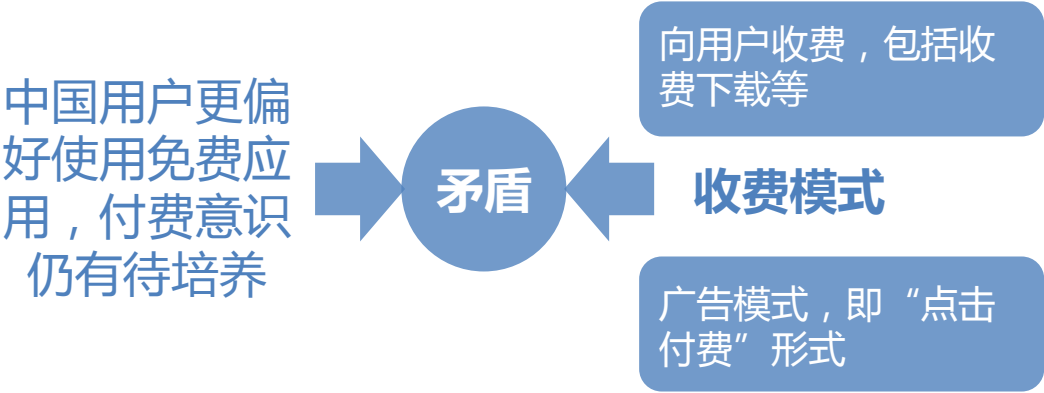 中国用户更偏
好使用免费应
用，付费意识
仍有待培养
矛盾
向用户收费，包括收
费下载等
收费模式
广告模式，即“点击
付费”形式